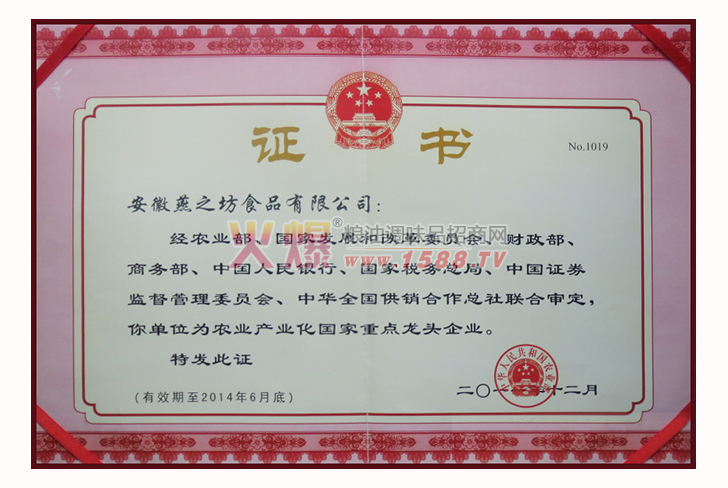 证书
No.1019
安徽燕之坊食品有限公司：
经农业部、国家发展和改革委员会、财政部、
商务部、中国人民银行、国家税务总局、中国证券
监督管理委员会、中华全国供销合作总社联合审定，
你单位为农业产业化国家重点龙头企业。
特发此证
(有效期至2014年6月底)
十二月
火爆 粮油调味品招商网
www.1588.TV